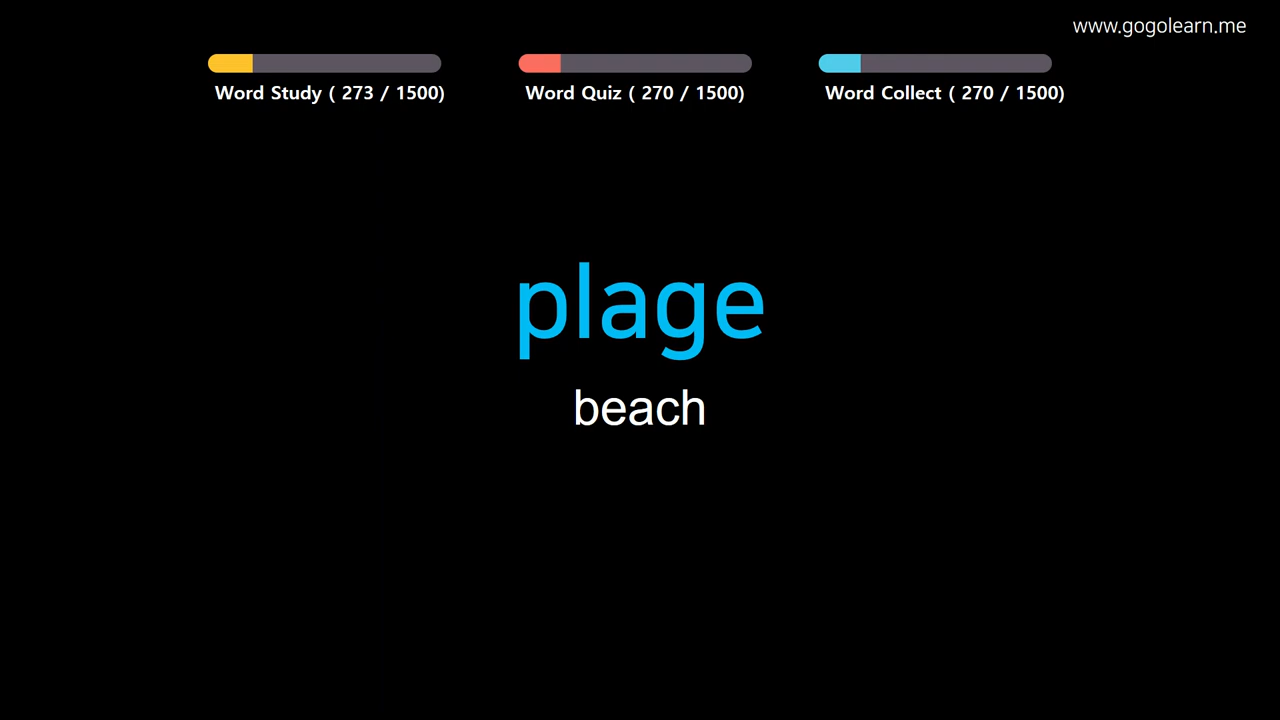 www.gogolearn.me
Word Study ( 273 / 1500)
Word Quiz ( 270 / 1500)
Word Collect ( 270 / 1500)
plage
beach